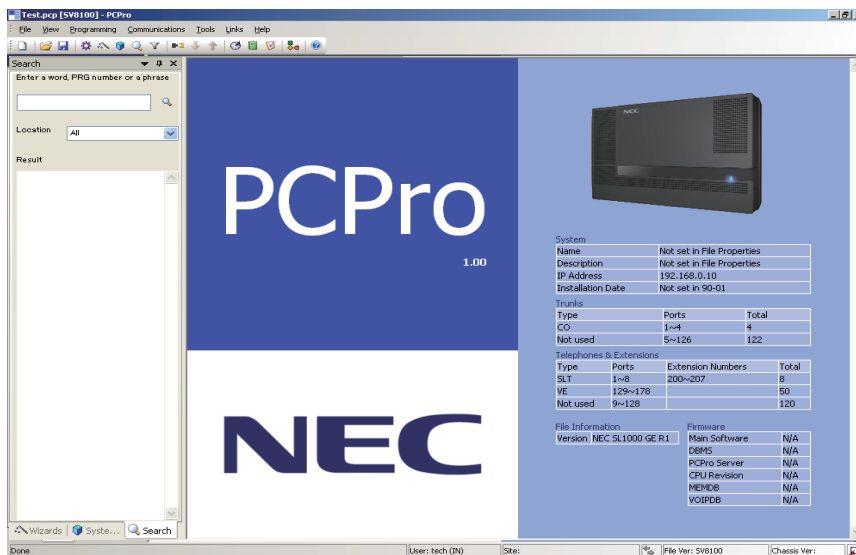 Test.pcp [SV8100] - PCPro
File View Programming Communications Tools Links Help
Search
Enter a word, PRG number or a phrase
Location All
Result
PCPro
1.00
NEC
NEC
System
Name Not set in File Properties
Description Not set in File Properties
IP Address 192.168.0.10
Installation Date Not set in 90-01
Trunks
Type Ports Total
CO 1~4 4
Not used 5~126 122
Telephones & Extensions
Type Ports Extension Numbers Total
SLT 1~8 200~207 8
VE 129~178 50
Not used 9~128 120
File Information
Version NEC SL1000 GE R1
Firmware
Main Software N/A
DBMS N/A
PCPro Server N/A
CPU Revision N/A
MEMDB N/A
VOIPDB N/A
Wizards Syste... Search
Done User: tech (IN) Site: File Ver: SV8100 Chassis Ver: